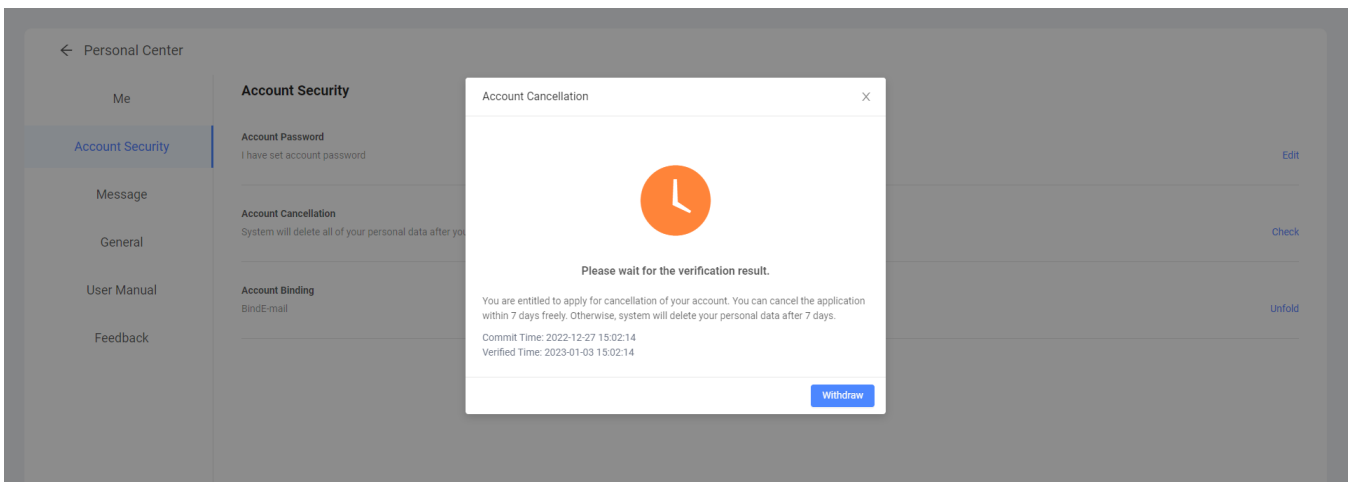 Personal Center
Me
Account Security
Message
General
User Manual
Feedback
Account Security
Account Password
I have set account password
Edit
Account Cancellation
System will delete all of your personal data after you
Check
Account Binding
BindE-mail
Unfold
Account Cancellation
Please wait for the verification result.
You are entitled to apply for cancellation of your account. You can cancel the application
within 7 days freely. Otherwise, system will delete your personal data after 7 days.
Commit Time: 2022-12-27 15:02:14
Verified Time: 2023-01-03 15:02:14
Withdraw